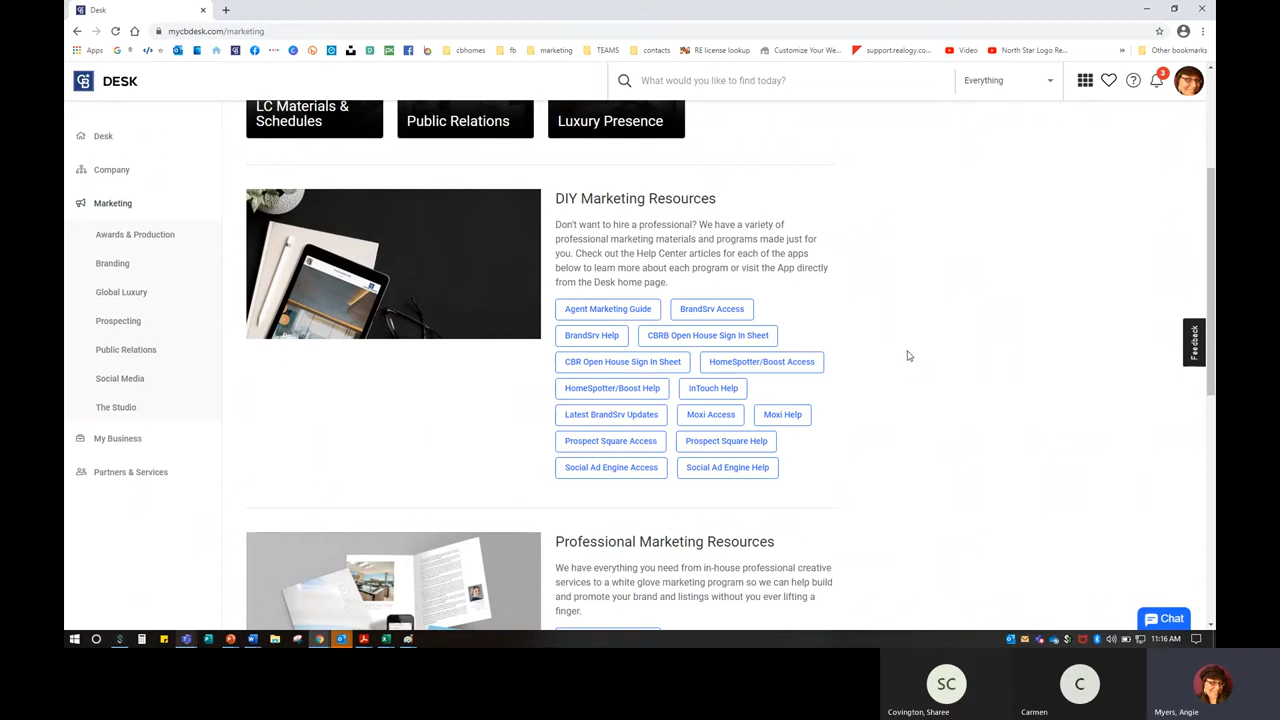 Desk
mycbdesk.com/marketing
Apps
cbhomes
fb
marketing
TEAMS
contacts
RE license lookup
Customize Your We...
support.realogy.co...
Video
North Star Logo Re...
»
Other bookmarks
CB DESK
What would you like to find today?
Everything
3
Desk
Company
Marketing
Awards & Production
Branding
Global Luxury
Prospecting
Public Relations
Social Media
The Studio
My Business
Partners & Services
LC Materials &
Schedules
Public Relations
Luxury Presence
DIY Marketing Resources
Don't want to hire a professional? We have a variety of
professional marketing materials and programs made just for
you. Check out the Help Center articles for each of the apps
below to learn more about each program or visit the App directly
from the Desk home page.
Agent Marketing Guide
BrandSrv Access
BrandSrv Help
CBRB Open House Sign In Sheet
CBR Open House Sign In Sheet
HomeSpotter/Boost Access
HomeSpotter/Boost Help
InTouch Help
Latest BrandSrv Updates
Moxi Access
Moxi Help
Prospect Square Access
Prospect Square Help
Social Ad Engine Access
Social Ad Engine Help
Professional Marketing Resources
We have everything you need from in-house professional creative
services to a white glove marketing program so we can help build
and promote your brand and listings without you ever lifting a
finger.
Feedback
Chat
11:16 AM
SC
Covington, Sharee
C
Carmen
Myers, Angie